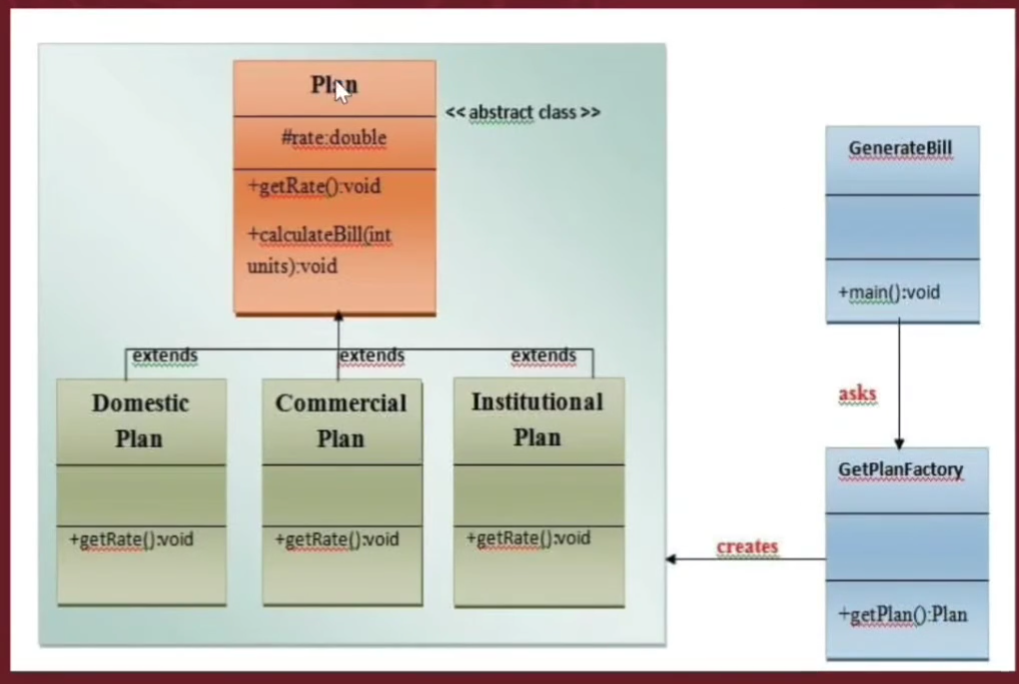 Plan
<< abstract class >>
#rate:double
+getRate():void
+calculateBill(int
units):void
extends
extends
extends
Domestic
Plan
+getRate():void
Commercial
Plan
+getRate():void
Institutional
Plan
+getRate():void
GenerateBill
+main():void
asks
GetPlanFactory
+getPlan():Plan
creates